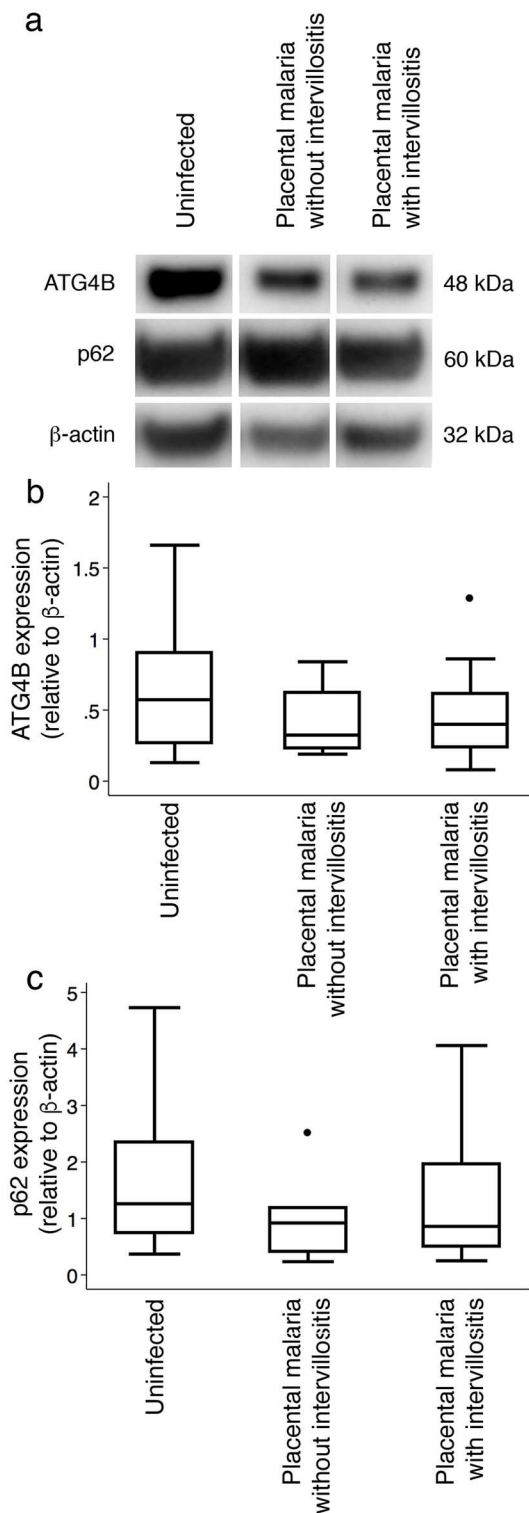 a
Uninfected
Placental malaria
without intervillositis
Placental malaria
with intervillositis
ATG4B
48 kDa
p62
60 kDa
β-actin
32 kDa
b
ATG4B expression
(relative to β-actin)
2
1.5
1
.5
0
Uninfected
Placental malaria
without intervillositis
Placental malaria
with intervillositis
c
p62 expression
(relative to β-actin)
5
4
3
2
1
0
Uninfected
Placental malaria
without intervillositis
Placental malaria
with intervillositis